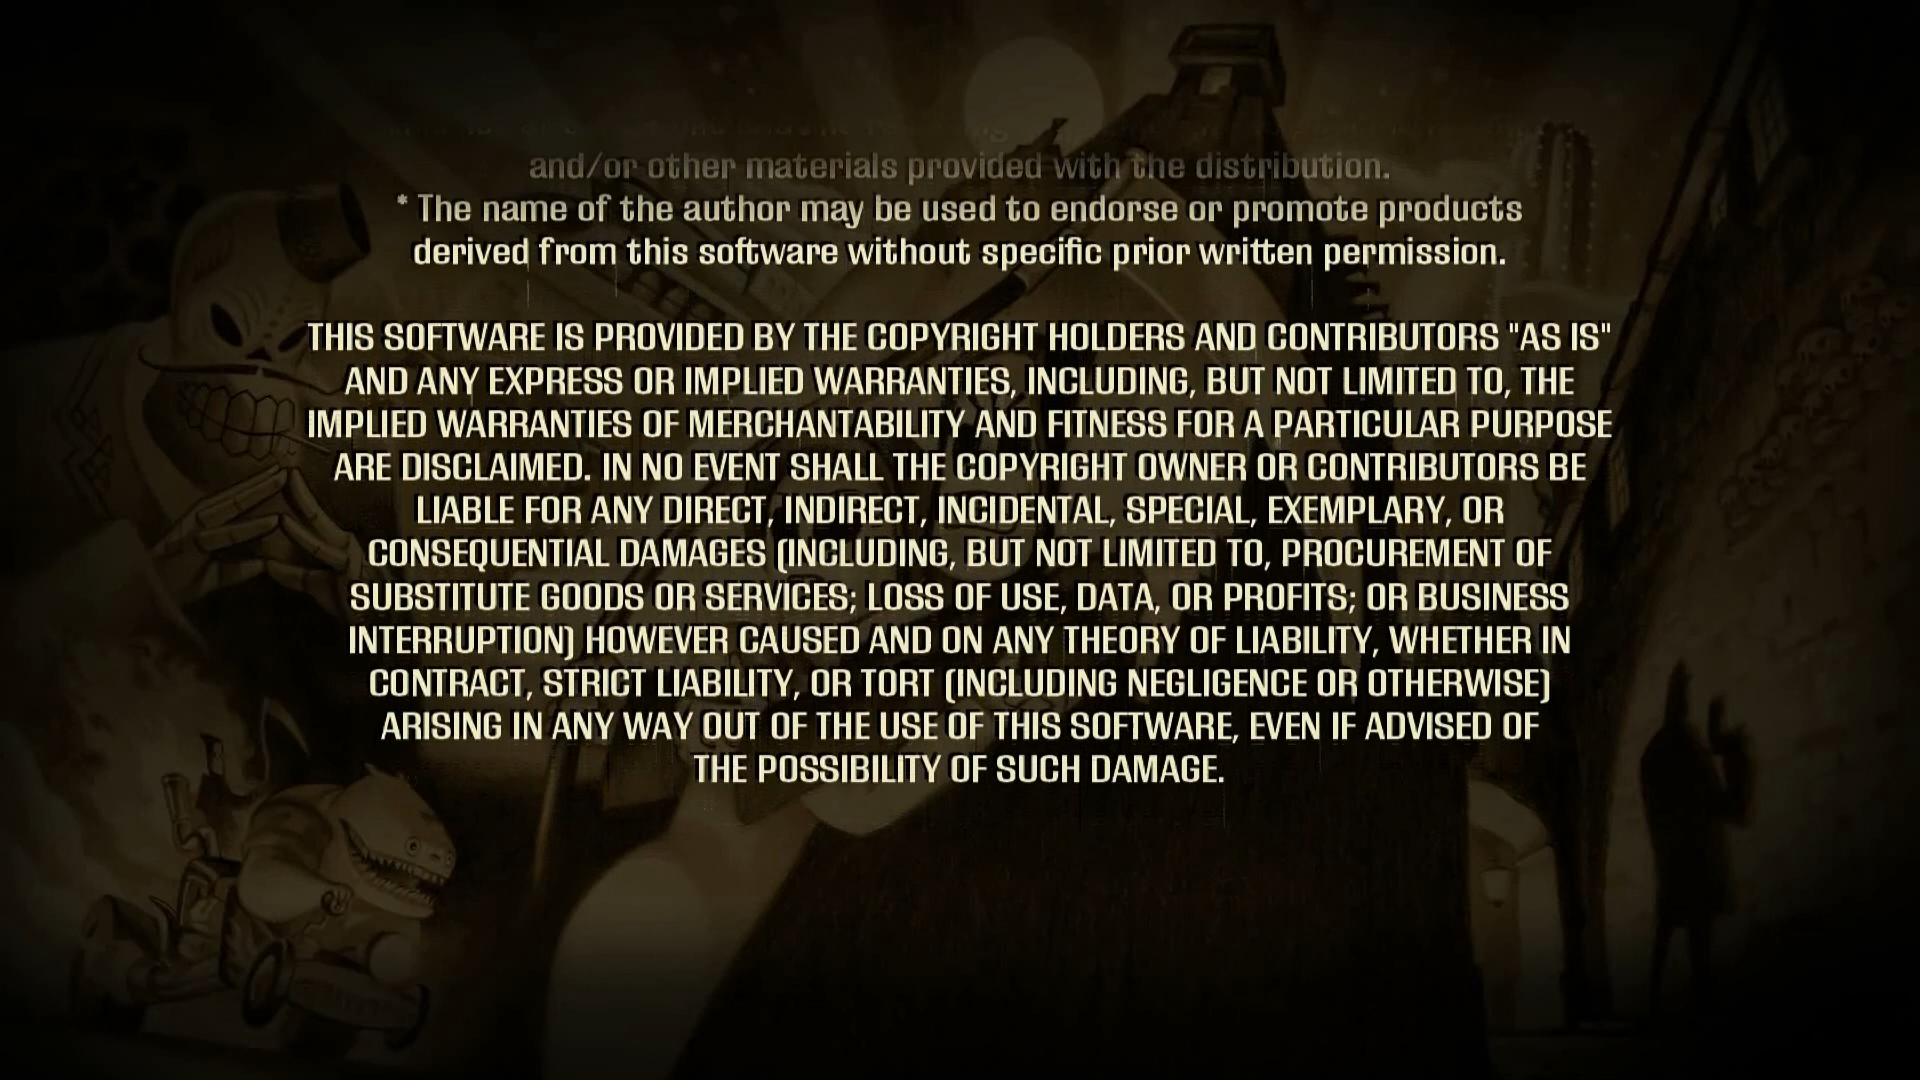 and/or other materials provided with the distribution.
* The name of the author may be used to endorse or promote products
derived from this software without specific prior written permission.
THIS SOFTWARE IS PROVIDED BY THE COPYRIGHT HOLDERS AND CONTRIBUTORS "AS IS"
AND ANY EXPRESS OR IMPLIED WARRANTIES, INCLUDING, BUT NOT LIMITED TO, THE
IMPLIED WARRANTIES OF MERCHANTABILITY AND FITNESS FOR A PARTICULAR PURPOSE
ARE DISCLAIMED. IN NO EVENT SHALL THE COPYRIGHT OWNER OR CONTRIBUTORS BE
LIABLE FOR ANY DIRECT, INDIRECT, INCIDENTAL, SPECIAL, EXEMPLARY, OR
CONSEQUENTIAL DAMAGES (INCLUDING, BUT NOT LIMITED TO, PROCUREMENT OF
SUBSTITUTE GOODS OR SERVICES; LOSS OF USE, DATA, OR PROFITS; OR BUSINESS
INTERRUPTION) HOWEVER CAUSED AND ON ANY THEORY OF LIABILITY, WHETHER IN
CONTRACT, STRICT LIABILITY, OR TORT (INCLUDING NEGLIGENCE OR OTHERWISE)
ARISING IN ANY WAY OUT OF THE USE OF THIS SOFTWARE, EVEN IF ADVISED OF
THE POSSIBILITY OF SUCH DAMAGE.